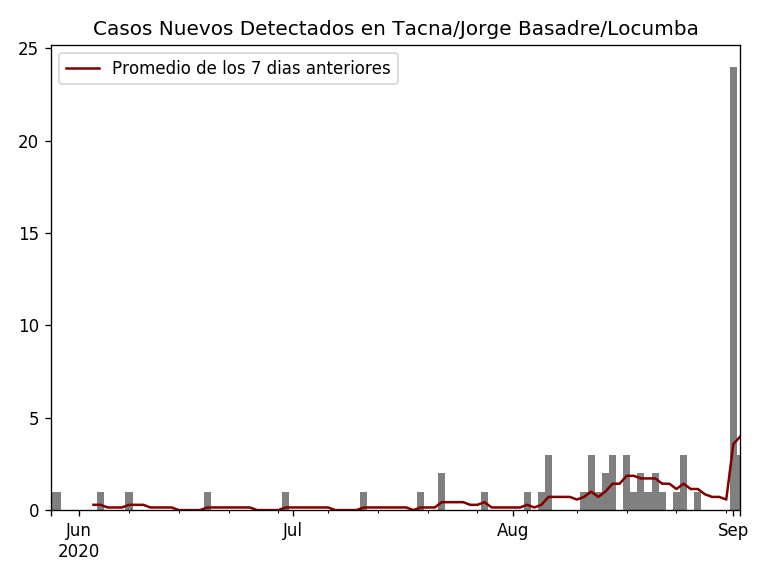 Casos Nuevos Detectados en Tacna/Jorge Basadre/Locumba
Promedio de los 7 dias anteriores
25
20
15
10
5
0
Jun
2020
Jul
Aug
Sep